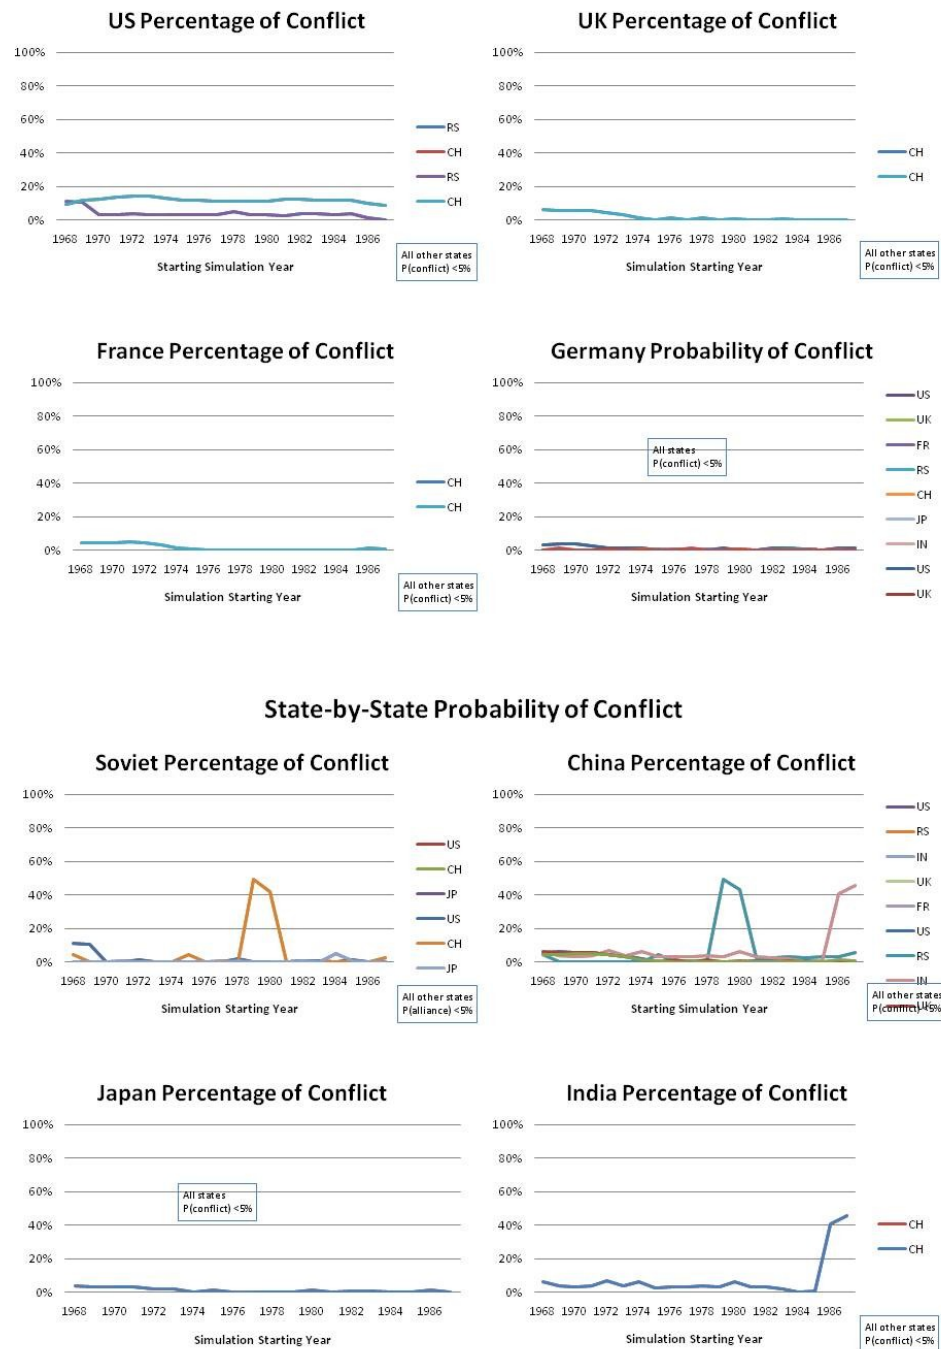 US Percentage of Conflict
100%
80%
60%
40%
20%
0%
1968 1970 1972 1974 1976 1978 1980 1982 1984 1986
Starting Simulation Year
RS
CH
RS
CH
All other states
P(conflict) <5%
UK Percentage of Conflict
100%
80%
60%
40%
20%
0%
1968 1970 1972 1974 1976 1978 1980 1982 1984 1986
Starting Simulation Year
CH
CH
All other states
P(conflict) <5%
France Percentage of Conflict
100%
80%
60%
40%
20%
0%
1968 1970 1972 1974 1976 1978 1980 1982 1984 1986
Simulation Starting Year
CH
CH
All other states
P(conflict) <5%
Germany Probability of Conflict
100%
80%
60%
40%
20%
0%
All states
P(conflict) <5%
1968 1970 1972 1974 1976 1978 1980 1982 1984 1986
Simulation Starting Year
US
UK
FR
RS
CH
JP
IN
US
UK
State-by-State Probability of Conflict
Soviet Percentage of Conflict
100%
80%
60%
40%
20%
0%
1968 1970 1972 1974 1976 1978 1980 1982 1984 1986
Simulation Starting Year
US
CH
JP
US
CH
JP
All other states
P(alliance) <5%
China Percentage of Conflict
100%
80%
60%
40%
20%
0%
1968 1970 1972 1974 1976 1978 1980 1982 1984 1986
Simulation Starting Year
US
RS
IN
UK
FR
US
RS
IN
UK
All other states
P(conflict) <5%
Japan Percentage of Conflict
100%
80%
60%
40%
20%
0%
All states
P(conflict) <5%
1968 1970 1972 1974 1976 1978 1980 1982 1984 1986
Simulation Starting Year
India Percentage of Conflict
100%
80%
60%
40%
20%
0%
1968 1970 1972 1974 1976 1978 1980 1982 1984 1986
Simulation Starting Year
CH
CH
All other states
P(conflict) <5%